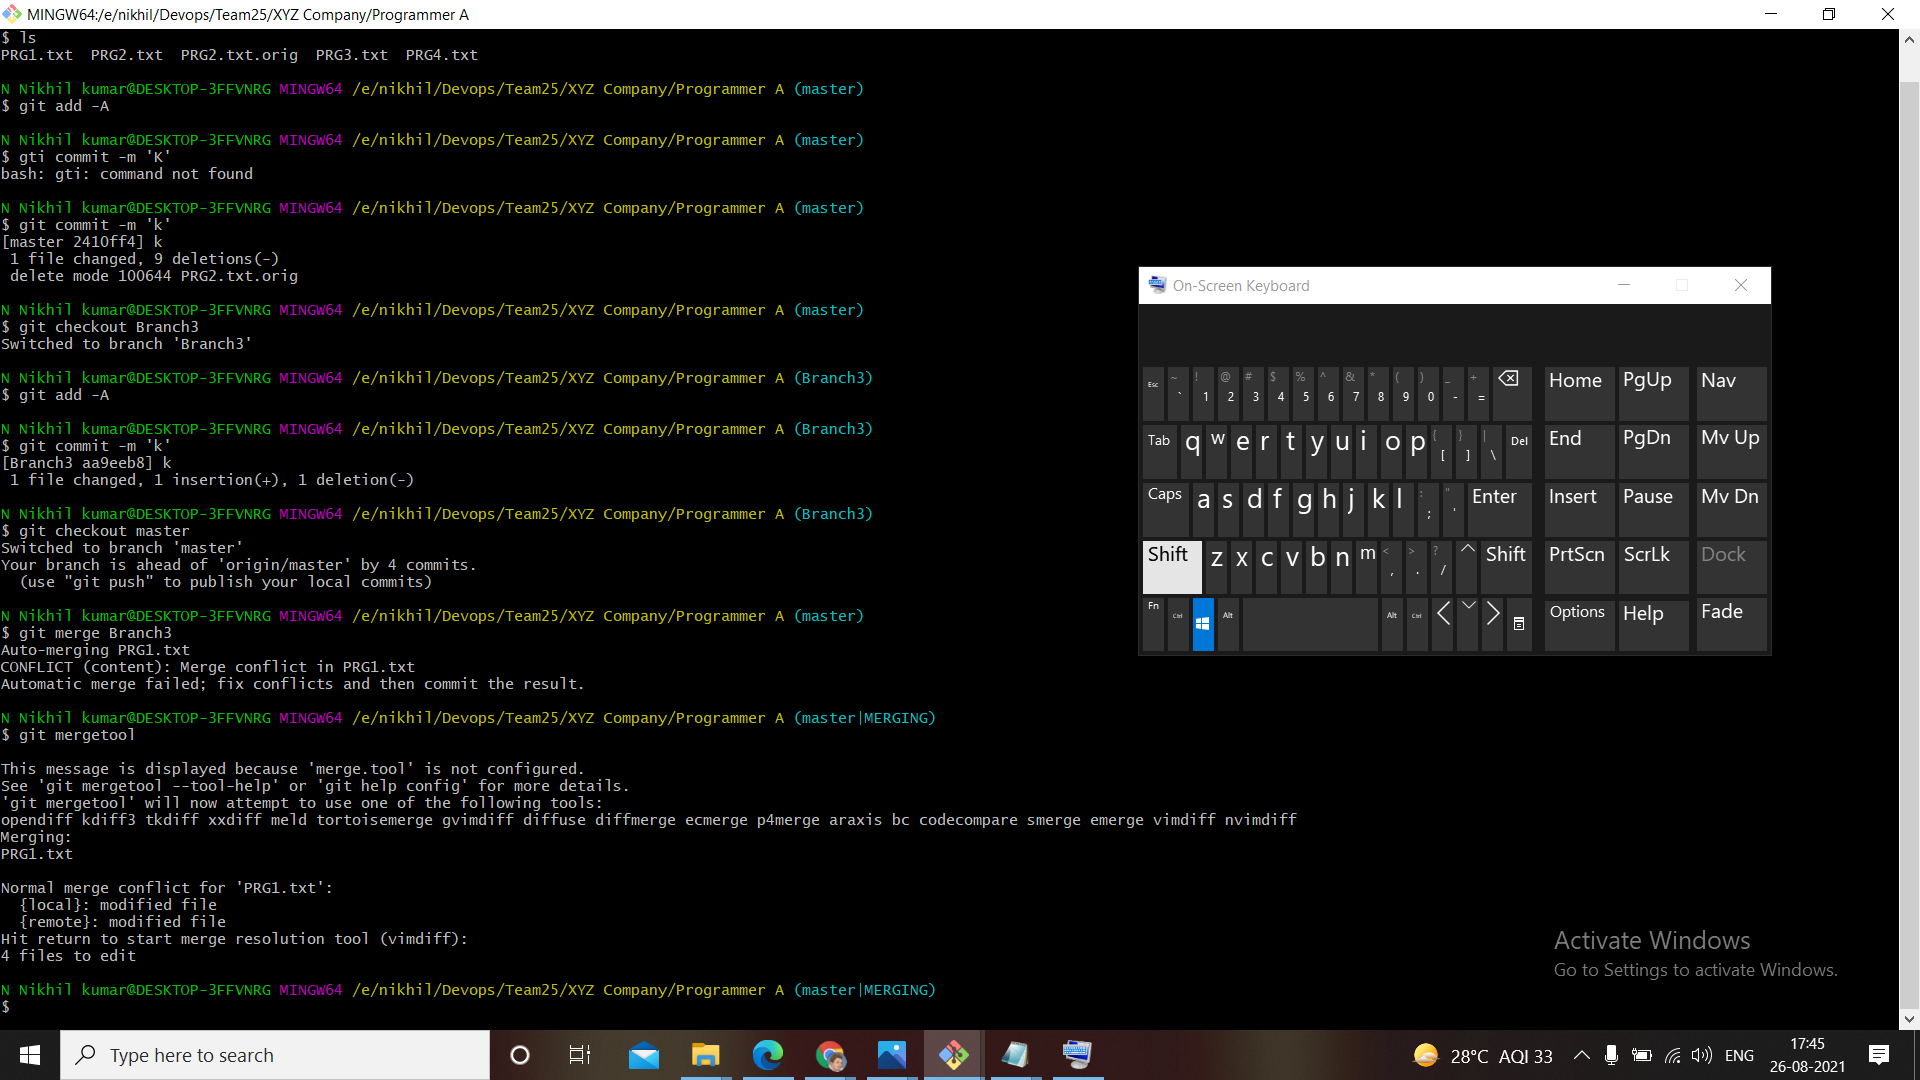 MINGW64:/e/nikhil/Devops/Team25/XYZ Company/Programmer A
$ ls
PRG1.txt  PRG2.txt  PRG2.txt.orig  PRG3.txt  PRG4.txt
N Nikhil kumar@DESKTOP-3FFVNRG MINGW64 /e/nikhil/Devops/Team25/XYZ Company/Programmer A (master)
$ git add -A
N Nikhil kumar@DESKTOP-3FFVNRG MINGW64 /e/nikhil/Devops/Team25/XYZ Company/Programmer A (master)
$ gti commit -m 'K'
bash: gti: command not found
N Nikhil kumar@DESKTOP-3FFVNRG MINGW64 /e/nikhil/Devops/Team25/XYZ Company/Programmer A (master)
$ git commit -m 'k'
[master 2410ff4] k
 1 file changed, 9 deletions(-)
 delete mode 100644 PRG2.txt.orig
N Nikhil kumar@DESKTOP-3FFVNRG MINGW64 /e/nikhil/Devops/Team25/XYZ Company/Programmer A (master)
$ git checkout Branch3
Switched to branch 'Branch3'
N Nikhil kumar@DESKTOP-3FFVNRG MINGW64 /e/nikhil/Devops/Team25/XYZ Company/Programmer A (Branch3)
$ git add -A
N Nikhil kumar@DESKTOP-3FFVNRG MINGW64 /e/nikhil/Devops/Team25/XYZ Company/Programmer A (Branch3)
$ git commit -m 'k'
[Branch3 aa9eeb8] k
 1 file changed, 1 insertion(+), 1 deletion(-)
N Nikhil kumar@DESKTOP-3FFVNRG MINGW64 /e/nikhil/Devops/Team25/XYZ Company/Programmer A (Branch3)
$ git checkout master
Switched to branch 'master'
Your branch is ahead of 'origin/master' by 4 commits.
  (use "git push" to publish your local commits)
N Nikhil kumar@DESKTOP-3FFVNRG MINGW64 /e/nikhil/Devops/Team25/XYZ Company/Programmer A (master)
$ git merge Branch3
Auto-merging PRG1.txt
CONFLICT (content): Merge conflict in PRG1.txt
Automatic merge failed; fix conflicts and then commit the result.
N Nikhil kumar@DESKTOP-3FFVNRG MINGW64 /e/nikhil/Devops/Team25/XYZ Company/Programmer A (master|MERGING)
$ git mergetool
This message is displayed because 'merge.tool' is not configured.
See 'git mergetool --tool-help' or 'git help config' for more details.
'git mergetool' will now attempt to use one of the following tools:
opendiff kdiff3 tkdiff xxdiff meld tortoisemerge gvimdiff diffuse diffmerge ecmerge p4merge araxis bc codecompare smerge emerge vimdiff nvimdiff
Merging:
PRG1.txt
Normal merge conflict for 'PRG1.txt':
  {local}: modified file
  {remote}: modified file
Hit return to start merge resolution tool (vimdiff):
4 files to edit
N Nikhil kumar@DESKTOP-3FFVNRG MINGW64 /e/nikhil/Devops/Team25/XYZ Company/Programmer A (master|MERGING)
$
On-Screen Keyboard
Esc ~ ` ! 1 @ 2 # 3 $ 4 % 5 ^ 6 & 7 * 8 ( 9 ) 0 _ - + = Home PgUp Nav
Tab q w e r t y u i o p { [ } ] | \ Del End PgDn Mv Up
Caps a s d f g h j k l : ; " ' Enter Insert Pause Mv Dn
Shift z x c v b n m < , > . ? / Shift PrtScn ScrLk Dock
Fn Ctrl Alt Alt Ctrl Options Help Fade
Activate Windows
Go to Settings to activate Windows.
Type here to search
28°C AQI 33
ENG
17:45
26-08-2021